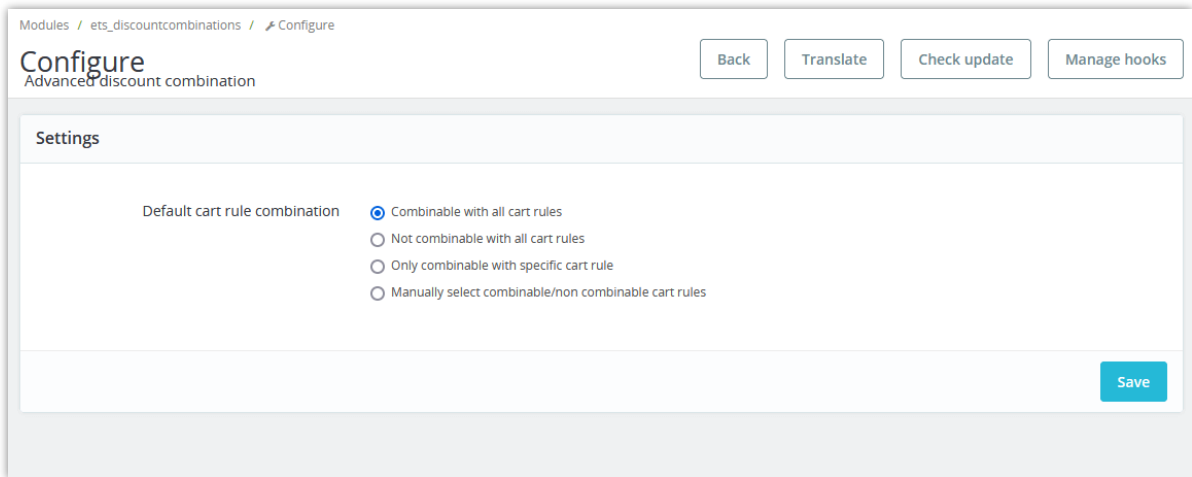 Modules / ets_discountcombinations / Configure
Configure
Advanced discount combination
Back Translate Check update Manage hooks
Settings
Default cart rule combination Combinable with all cart rules
Not combinable with all cart rules
Only combinable with specific cart rule
Manually select combinable/non combinable cart rules
Save